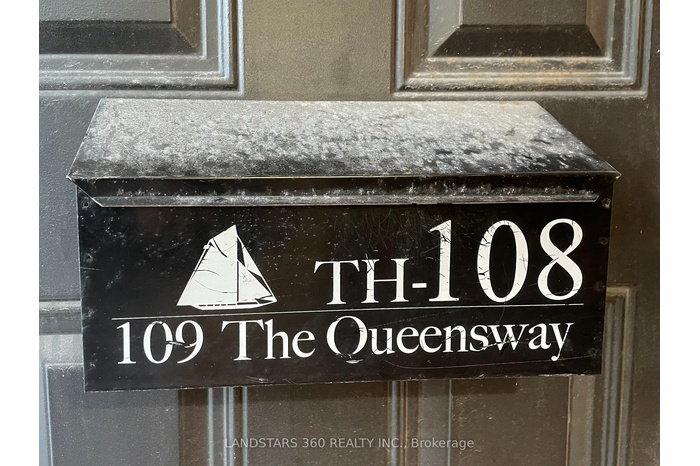 TH-108
109 The Queensway
LANDSTARS 360 REALTY INC., Brokerage